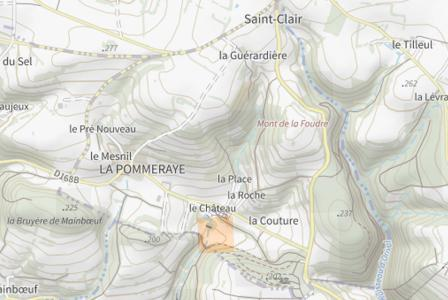 Saint-Clair
277
du Sel
la Guérardière
le Tilleul
262
aujeux
la Lévra
le Pré Nouveau
Mont de la Foudre
le Mesnil
LA POMMERAYE
D168B
la Place
la Roche
225
le Château
237
la Bruyère de Mainbœuf
la Couture
200
ainbœuf